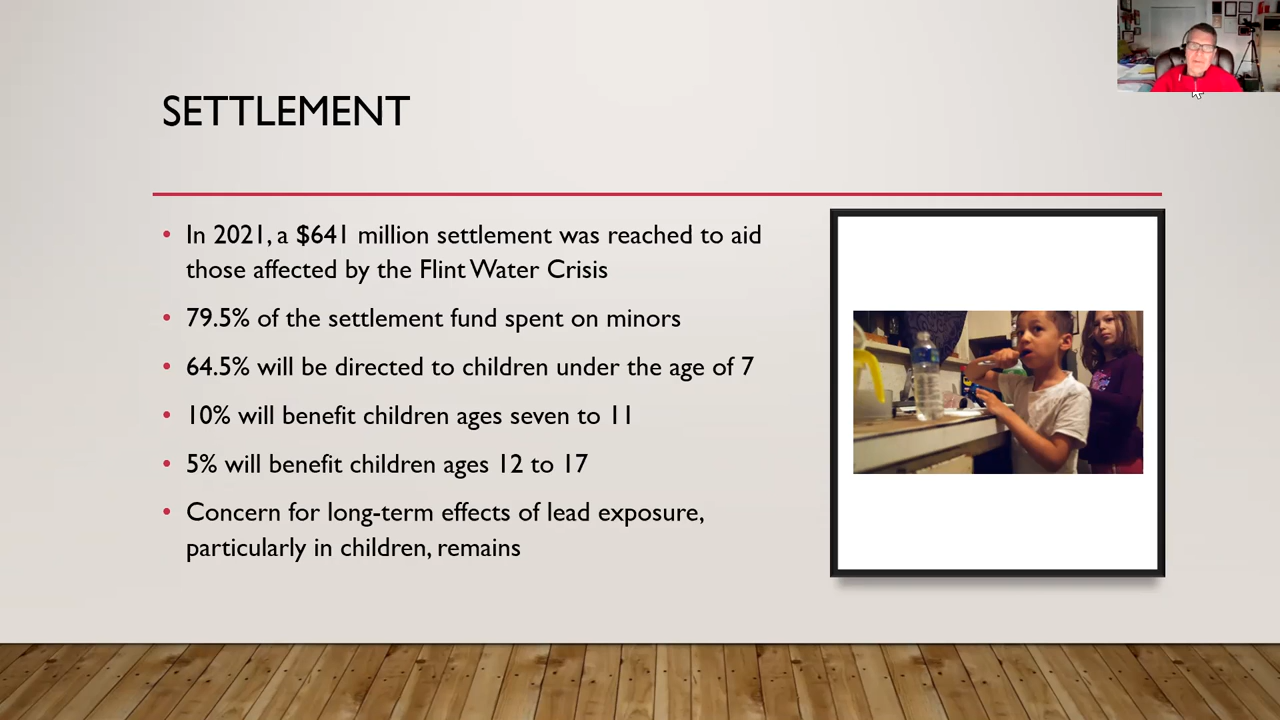 SETTLEMENT
In 2021, a $641 million settlement was reached to aid
those affected by the Flint Water Crisis
79.5% of the settlement fund spent on minors
64.5% will be directed to children under the age of 7
10% will benefit children ages seven to 11
5% will benefit children ages 12 to 17
Concern for long-term effects of lead exposure,
particularly in children, remains